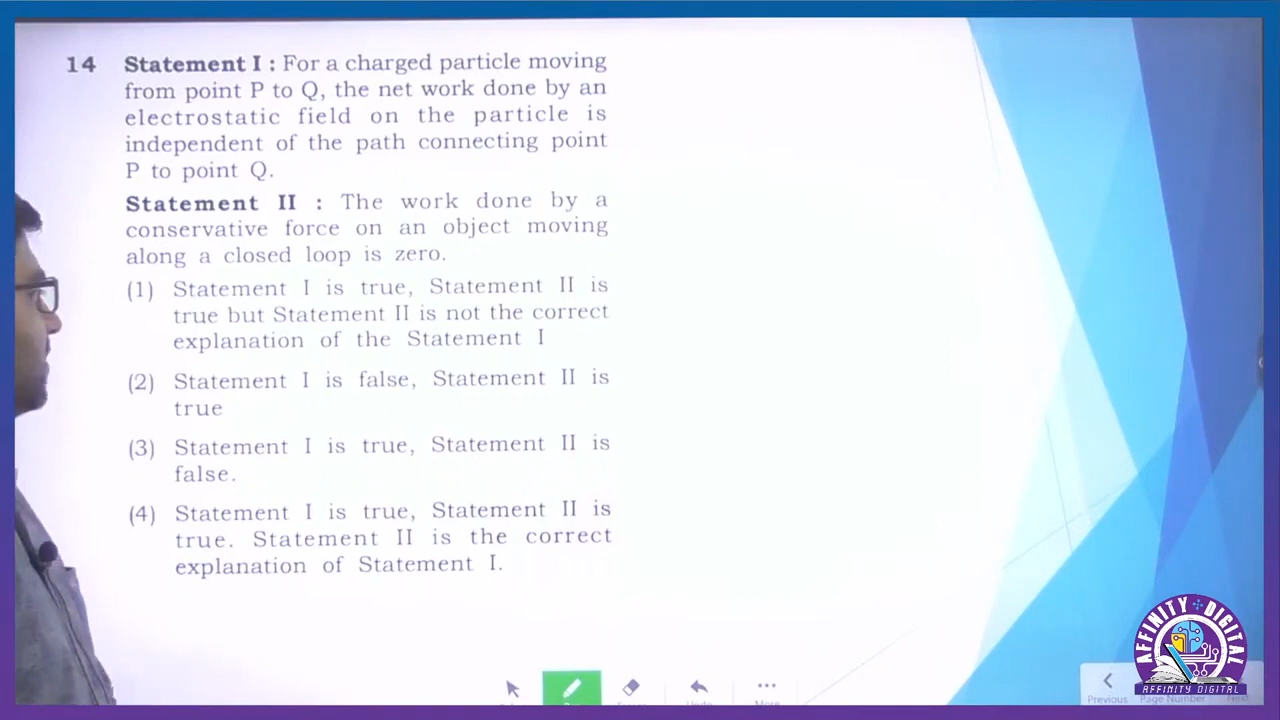 14 Statement I : For a charged particle moving
from point P to Q, the net work done by an
electrostatic field on the particle is
independent of the path connecting point
P to point Q.
Statement II : The work done by a
conservative force on an object moving
along a closed loop is zero.
(1) Statement I is true, Statement II is
true but Statement II is not the correct
explanation of the Statement I
(2) Statement I is false, Statement II is
true
(3) Statement I is true, Statement II is
false.
(4) Statement I is true, Statement II is
true. Statement II is the correct
explanation of Statement I.
Undo
More
Previous
Page Number
AFFINITY DIGITAL
AFFINITY DIGITAL